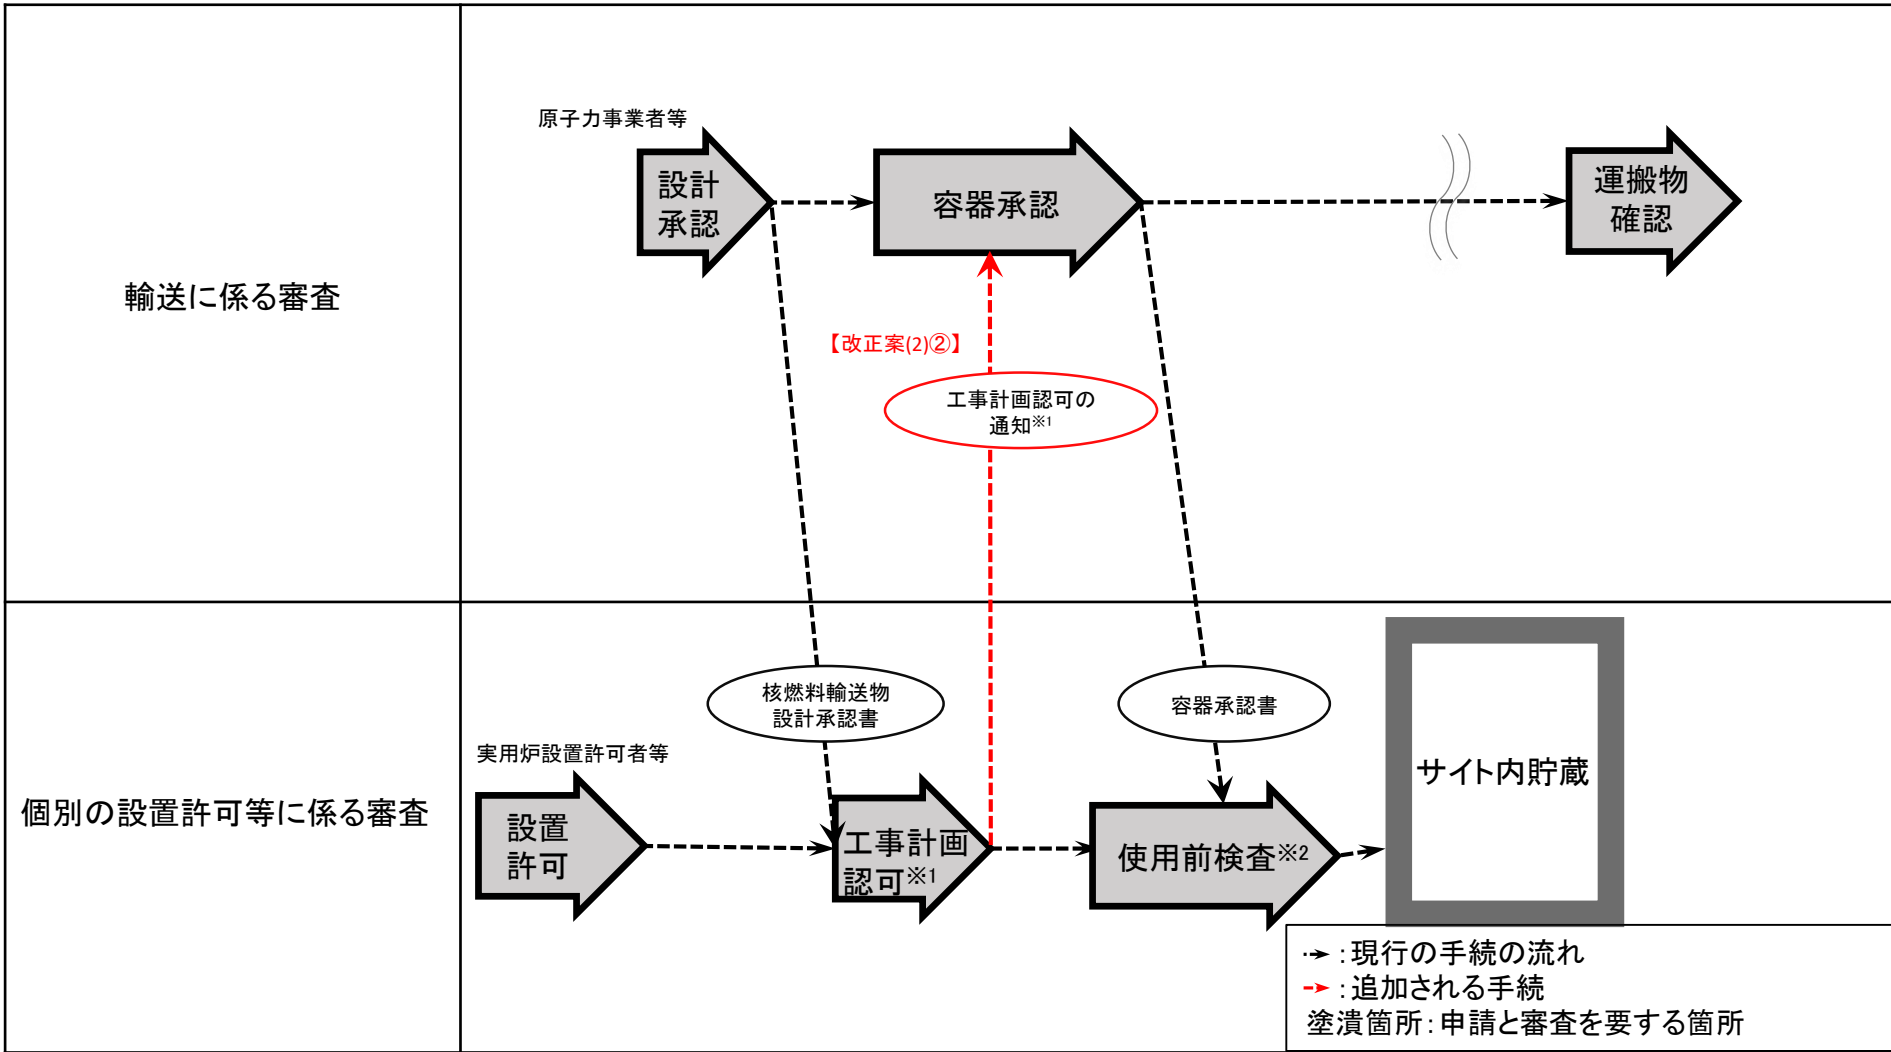 輸送に係る審査
原子力事業者等
設計
承認
容器承認
運搬物
確認
【改正案(2)②】
工事計画認可の
通知※1
個別の設置許可等に係る審査
核燃料輸送物
設計承認書
容器承認書
実用炉設置許可者等
設置
許可
工事計画
認可※1
使用前検査※2
サイト内貯蔵
:現行の手続の流れ
:追加される手続
塗潰箇所:申請と審査を要する箇所